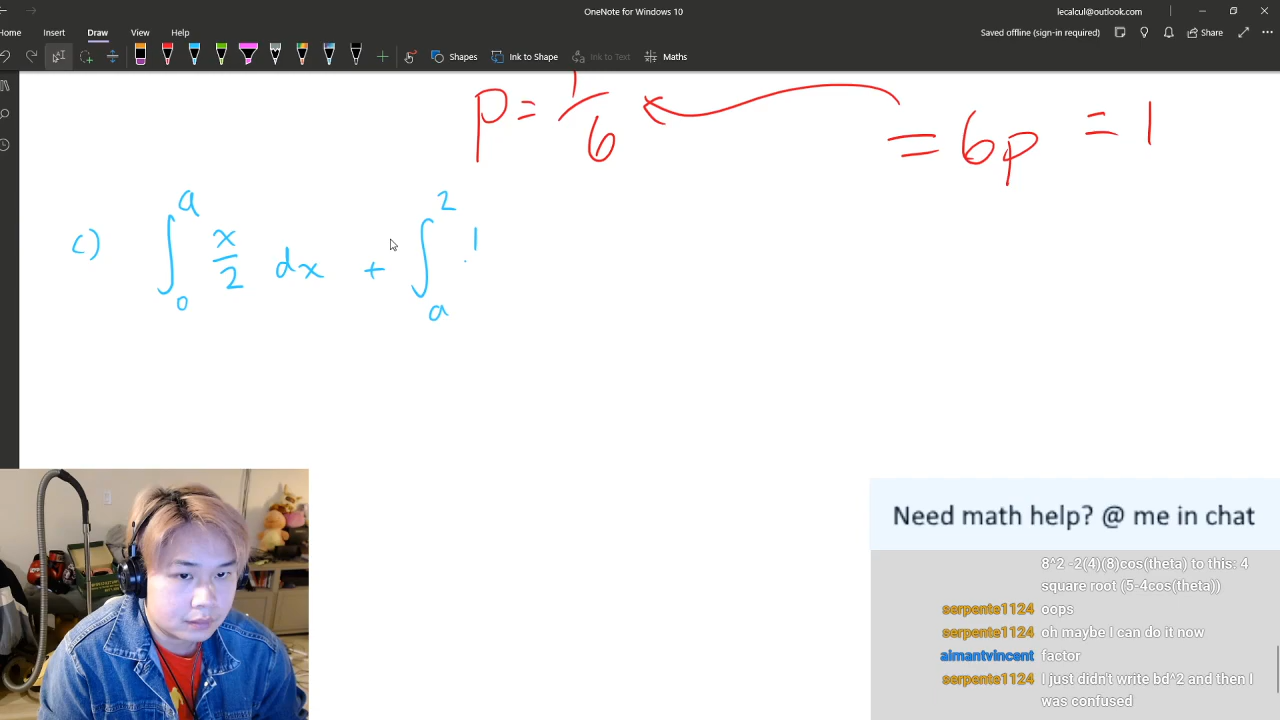 OneNote for Windows 10
lecalcul@outlook.com
Home Insert Draw View Help
Saved offline (sign-in required)
Share
Shapes Ink to Shape Ink to Text Maths
p = 1/6
= 6p = 1
c) ∫₀ᵃ x/2 dx + ∫ₐ² 1
Need math help? @ me in chat
8^2 -2(4)(8)cos(theta) to this: 4
square root (5-4cos(theta))
serpente1124 oops
serpente1124 oh maybe I can do it now
aimantvincent factor
serpente1124 I just didn't write bd^2 and then I
was confused